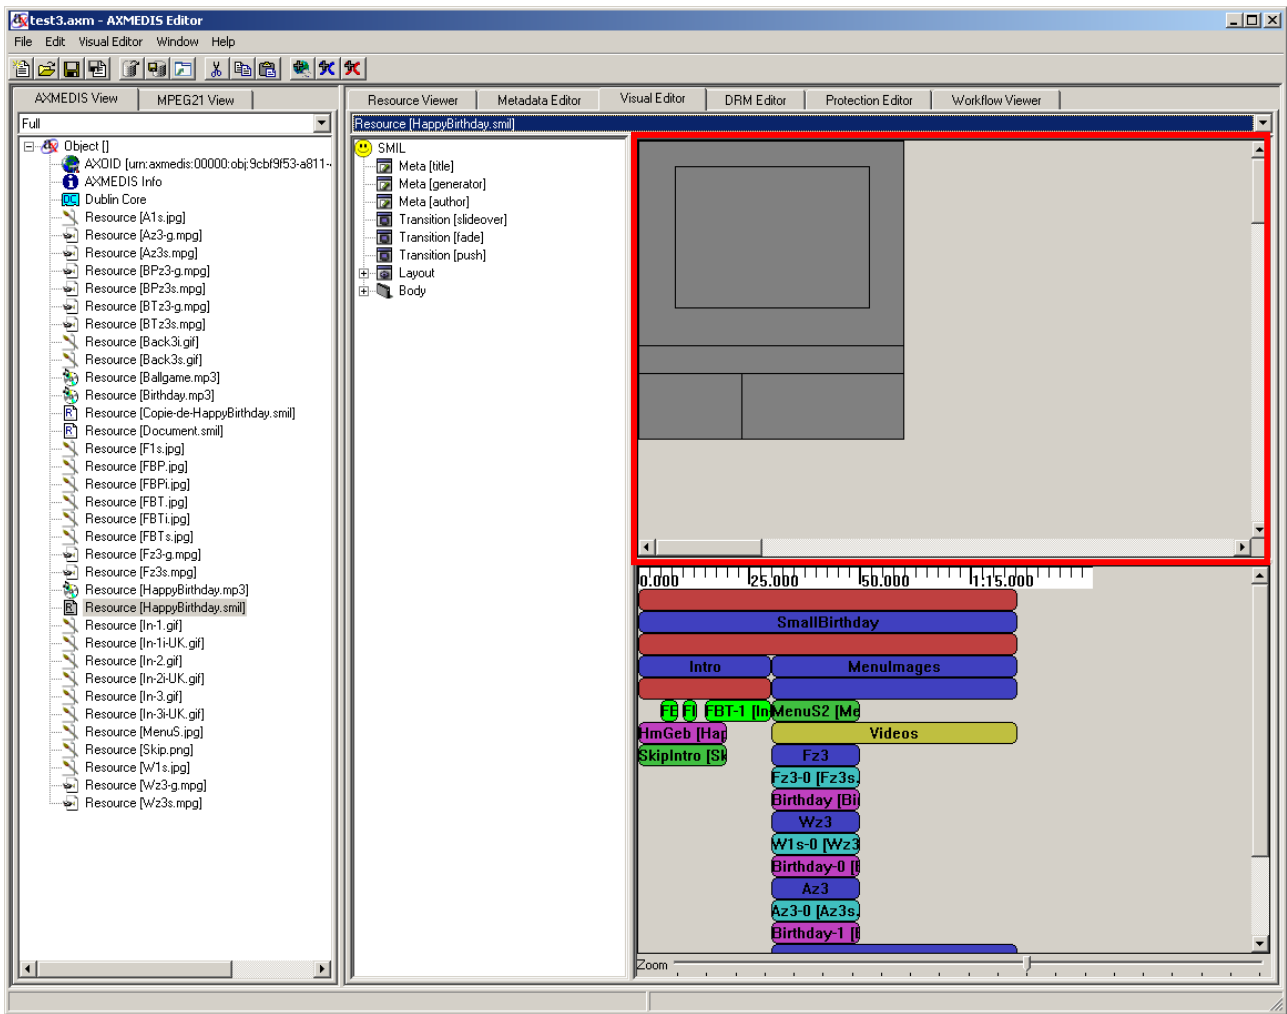 test3.axm - AXMEDIS Editor
File Edit Visual Editor Window Help
AXMEDIS View MPEG21 View
Full
Object []
AXOID [urn:axmedis:00000:obj:9cbf9f53-a811-
AXMEDIS Info
Dublin Core
Resource [A1s.jpg]
Resource [Az3-g.mpg]
Resource [Az3s.mpg]
Resource [BPz3-g.mpg]
Resource [BPz3s.mpg]
Resource [BTz3-g.mpg]
Resource [BTz3s.mpg]
Resource [Back3i.gif]
Resource [Back3s.gif]
Resource [Ballgame.mp3]
Resource [Birthday.mp3]
Resource [Copie-de-HappyBirthday.smil]
Resource [Document.smil]
Resource [F1s.jpg]
Resource [FBP.jpg]
Resource [FBPi.jpg]
Resource [FBT.jpg]
Resource [FBTi.jpg]
Resource [FBTs.jpg]
Resource [Fz3-g.mpg]
Resource [Fz3s.mpg]
Resource [HappyBirthday.mp3]
Resource [HappyBirthday.smil]
Resource [In-1.gif]
Resource [In-1i-UK.gif]
Resource [In-2.gif]
Resource [In-2i-UK.gif]
Resource [In-3.gif]
Resource [In-3i-UK.gif]
Resource [MenuS.jpg]
Resource [Skip.png]
Resource [W1s.jpg]
Resource [Wz3-g.mpg]
Resource [Wz3s.mpg]
Resource Viewer Metadata Editor Visual Editor DRM Editor Protection Editor Workflow Viewer
Resource [HappyBirthday.smil]
SMIL
Meta [title]
Meta [generator]
Meta [author]
Transition [slideover]
Transition [fade]
Transition [push]
Layout
Body
0.000 25.000 50.000 1:15.000
SmallBirthday
Intro MenuImages
FBT-1 [In MenuS2 [Me
HmGeb [Hap Videos
SkipIntro [Sk Fz3
Fz3-0 [Fz3s.
Birthday [Bi
Wz3
W1s-0 [Wz3
Birthday-0 [
Az3
Az3-0 [Az3s.
Birthday-1 [
Zoom